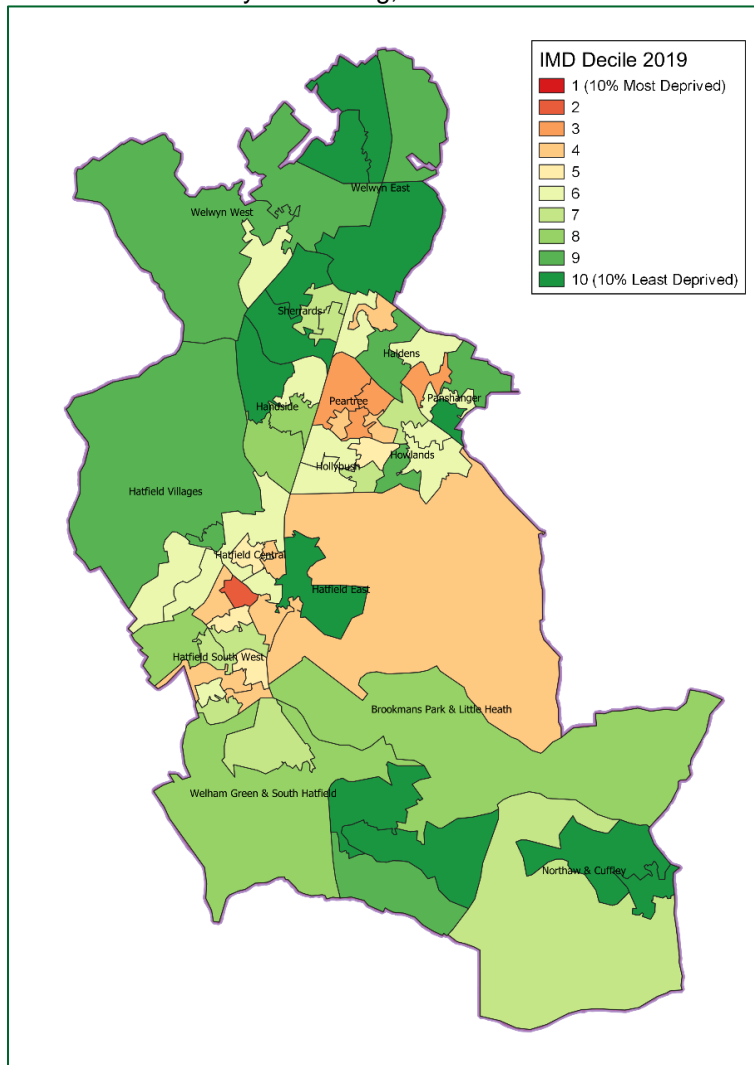 IMD Decile 2019
1 (10% Most Deprived)
2
3
4
5
6
7
8
9
10 (10% Least Deprived)
Welwyn East
Welwyn West
Sherrards
Haldens
Handside
Peartree
Panshanger
Hollybush
Howlands
Hatfield Villages
Hatfield Central
Hatfield East
Hatfield South West
Brookmans Park & Little Heath
Welham Green & South Hatfield
Northaw & Cuffley